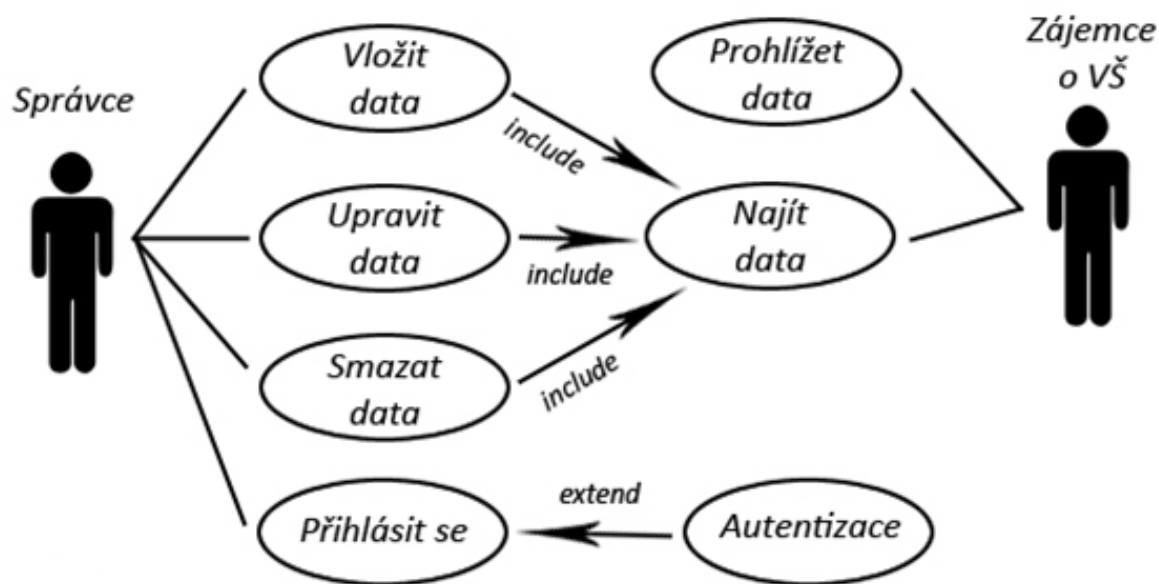 Správce
Vložit
data
Prohlížet
data
Zájemce
o VŠ
include
Upravit
data
include
Najít
data
Smazat
data
include
Přihlásit se
extend
Autentizace